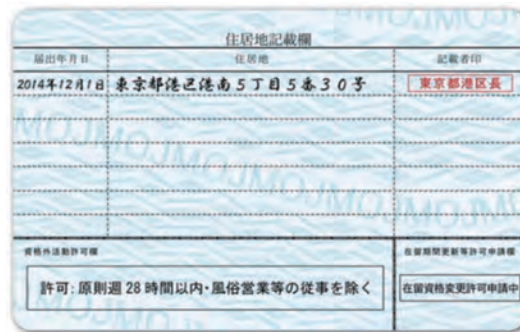 住居地記載欄
届出年月日 住居地 記載者印
2014年12月1日 東京都港区港南5丁目5番30号 東京都港区長
MOJMOJMOJMOJMOJ
資格外活動許可欄 在留期間更新等許可申請欄
許可:原則週28時間以内・風俗営業等の従事を除く 在留資格変更許可申請中